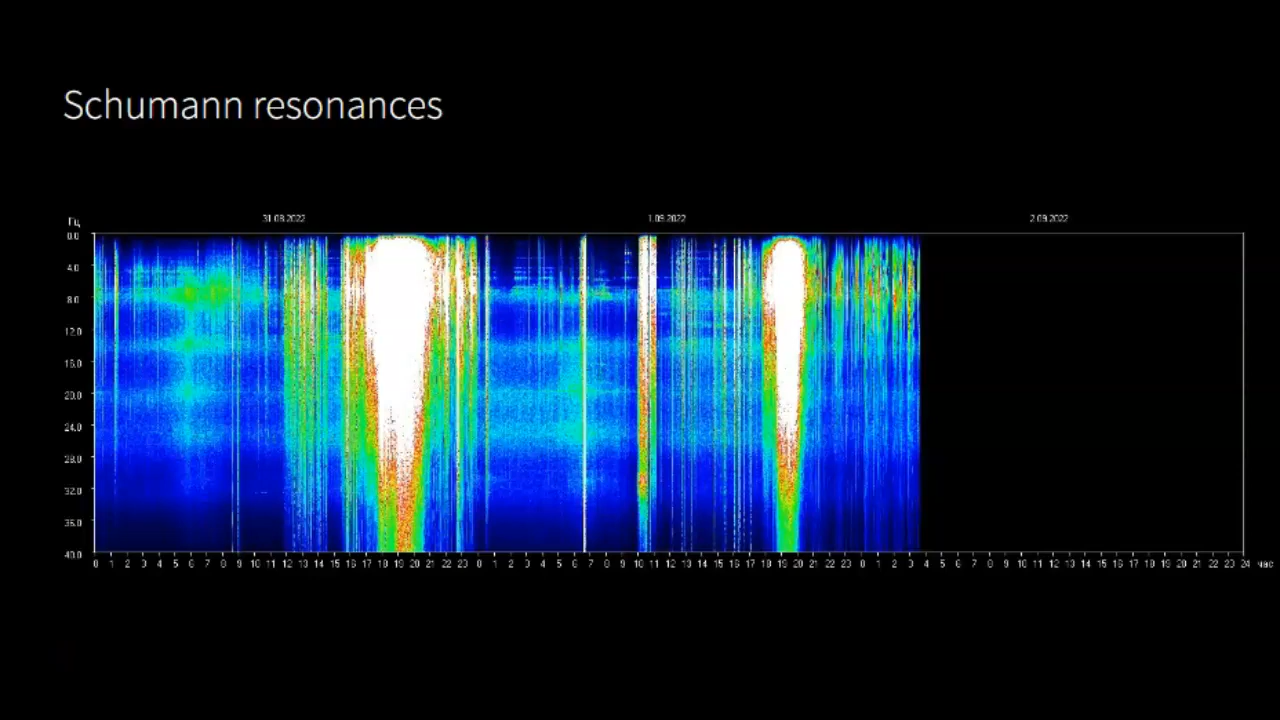 Schumann resonances
31.08.2022 1.09.2022 2.09.2022
Гц
0.0
4.0
8.0
12.0
16.0
20.0
24.0
28.0
32.0
36.0
40.0
0 1 2 3 4 5 6 7 8 9 10 11 12 13 14 15 16 17 18 19 20 21 22 23 0 1 2 3 4 5 6 7 8 9 10 11 12 13 14 15 16 17 18 19 20 21 22 23 0 1 2 3 4 5 6 7 8 9 10 11 12 13 14 15 16 17 18 19 20 21 22 23 24 час